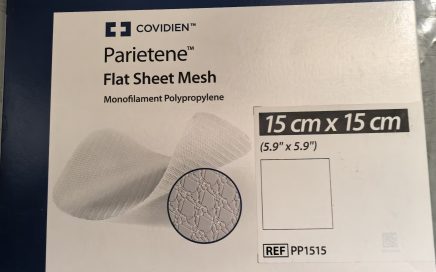 COVIDIEN™
Parietene™
Flat Sheet Mesh
Monofilament Polypropylene
15 cm x 15 cm
(5.9" x 5.9")
REF PP1515